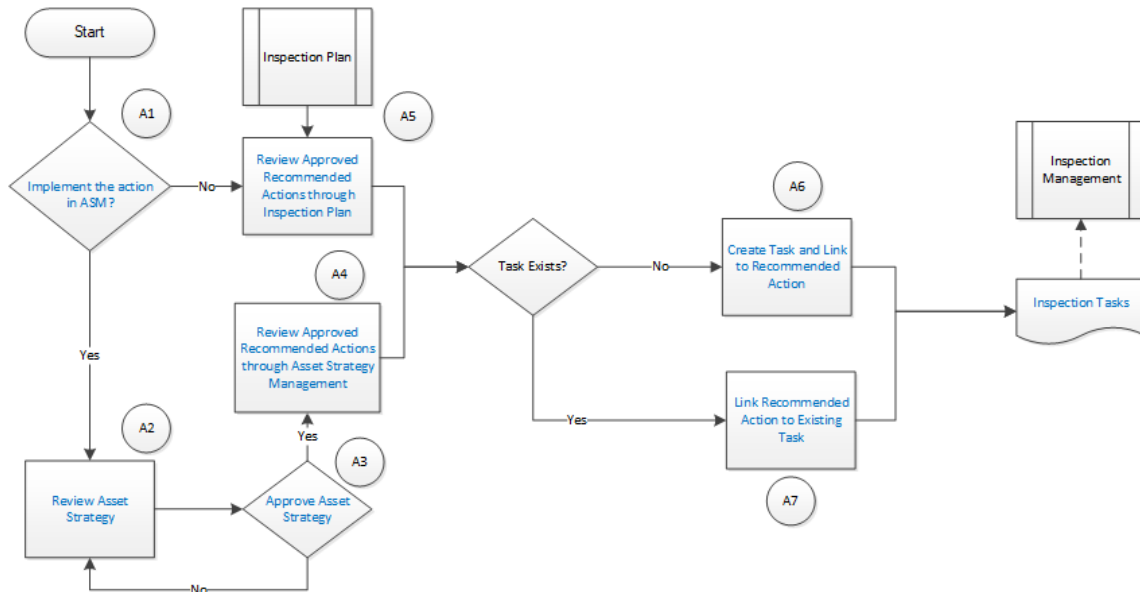 Start
A1
Implement the action
in ASM?
No
Yes
Inspection Plan
A5
Review Approved
Recommended
Actions through
Inspection Plan
A4
Review Approved
Recommended Actions
through Asset Strategy
Management
Yes
A2
Review Asset
Strategy
A3
Approve Asset
Strategy
No
Task Exists?
No
Yes
A6
Create Task and Link
to Recommended
Action
Link Recommended
Action to Existing
Task
A7
Inspection
Management
Inspection Tasks